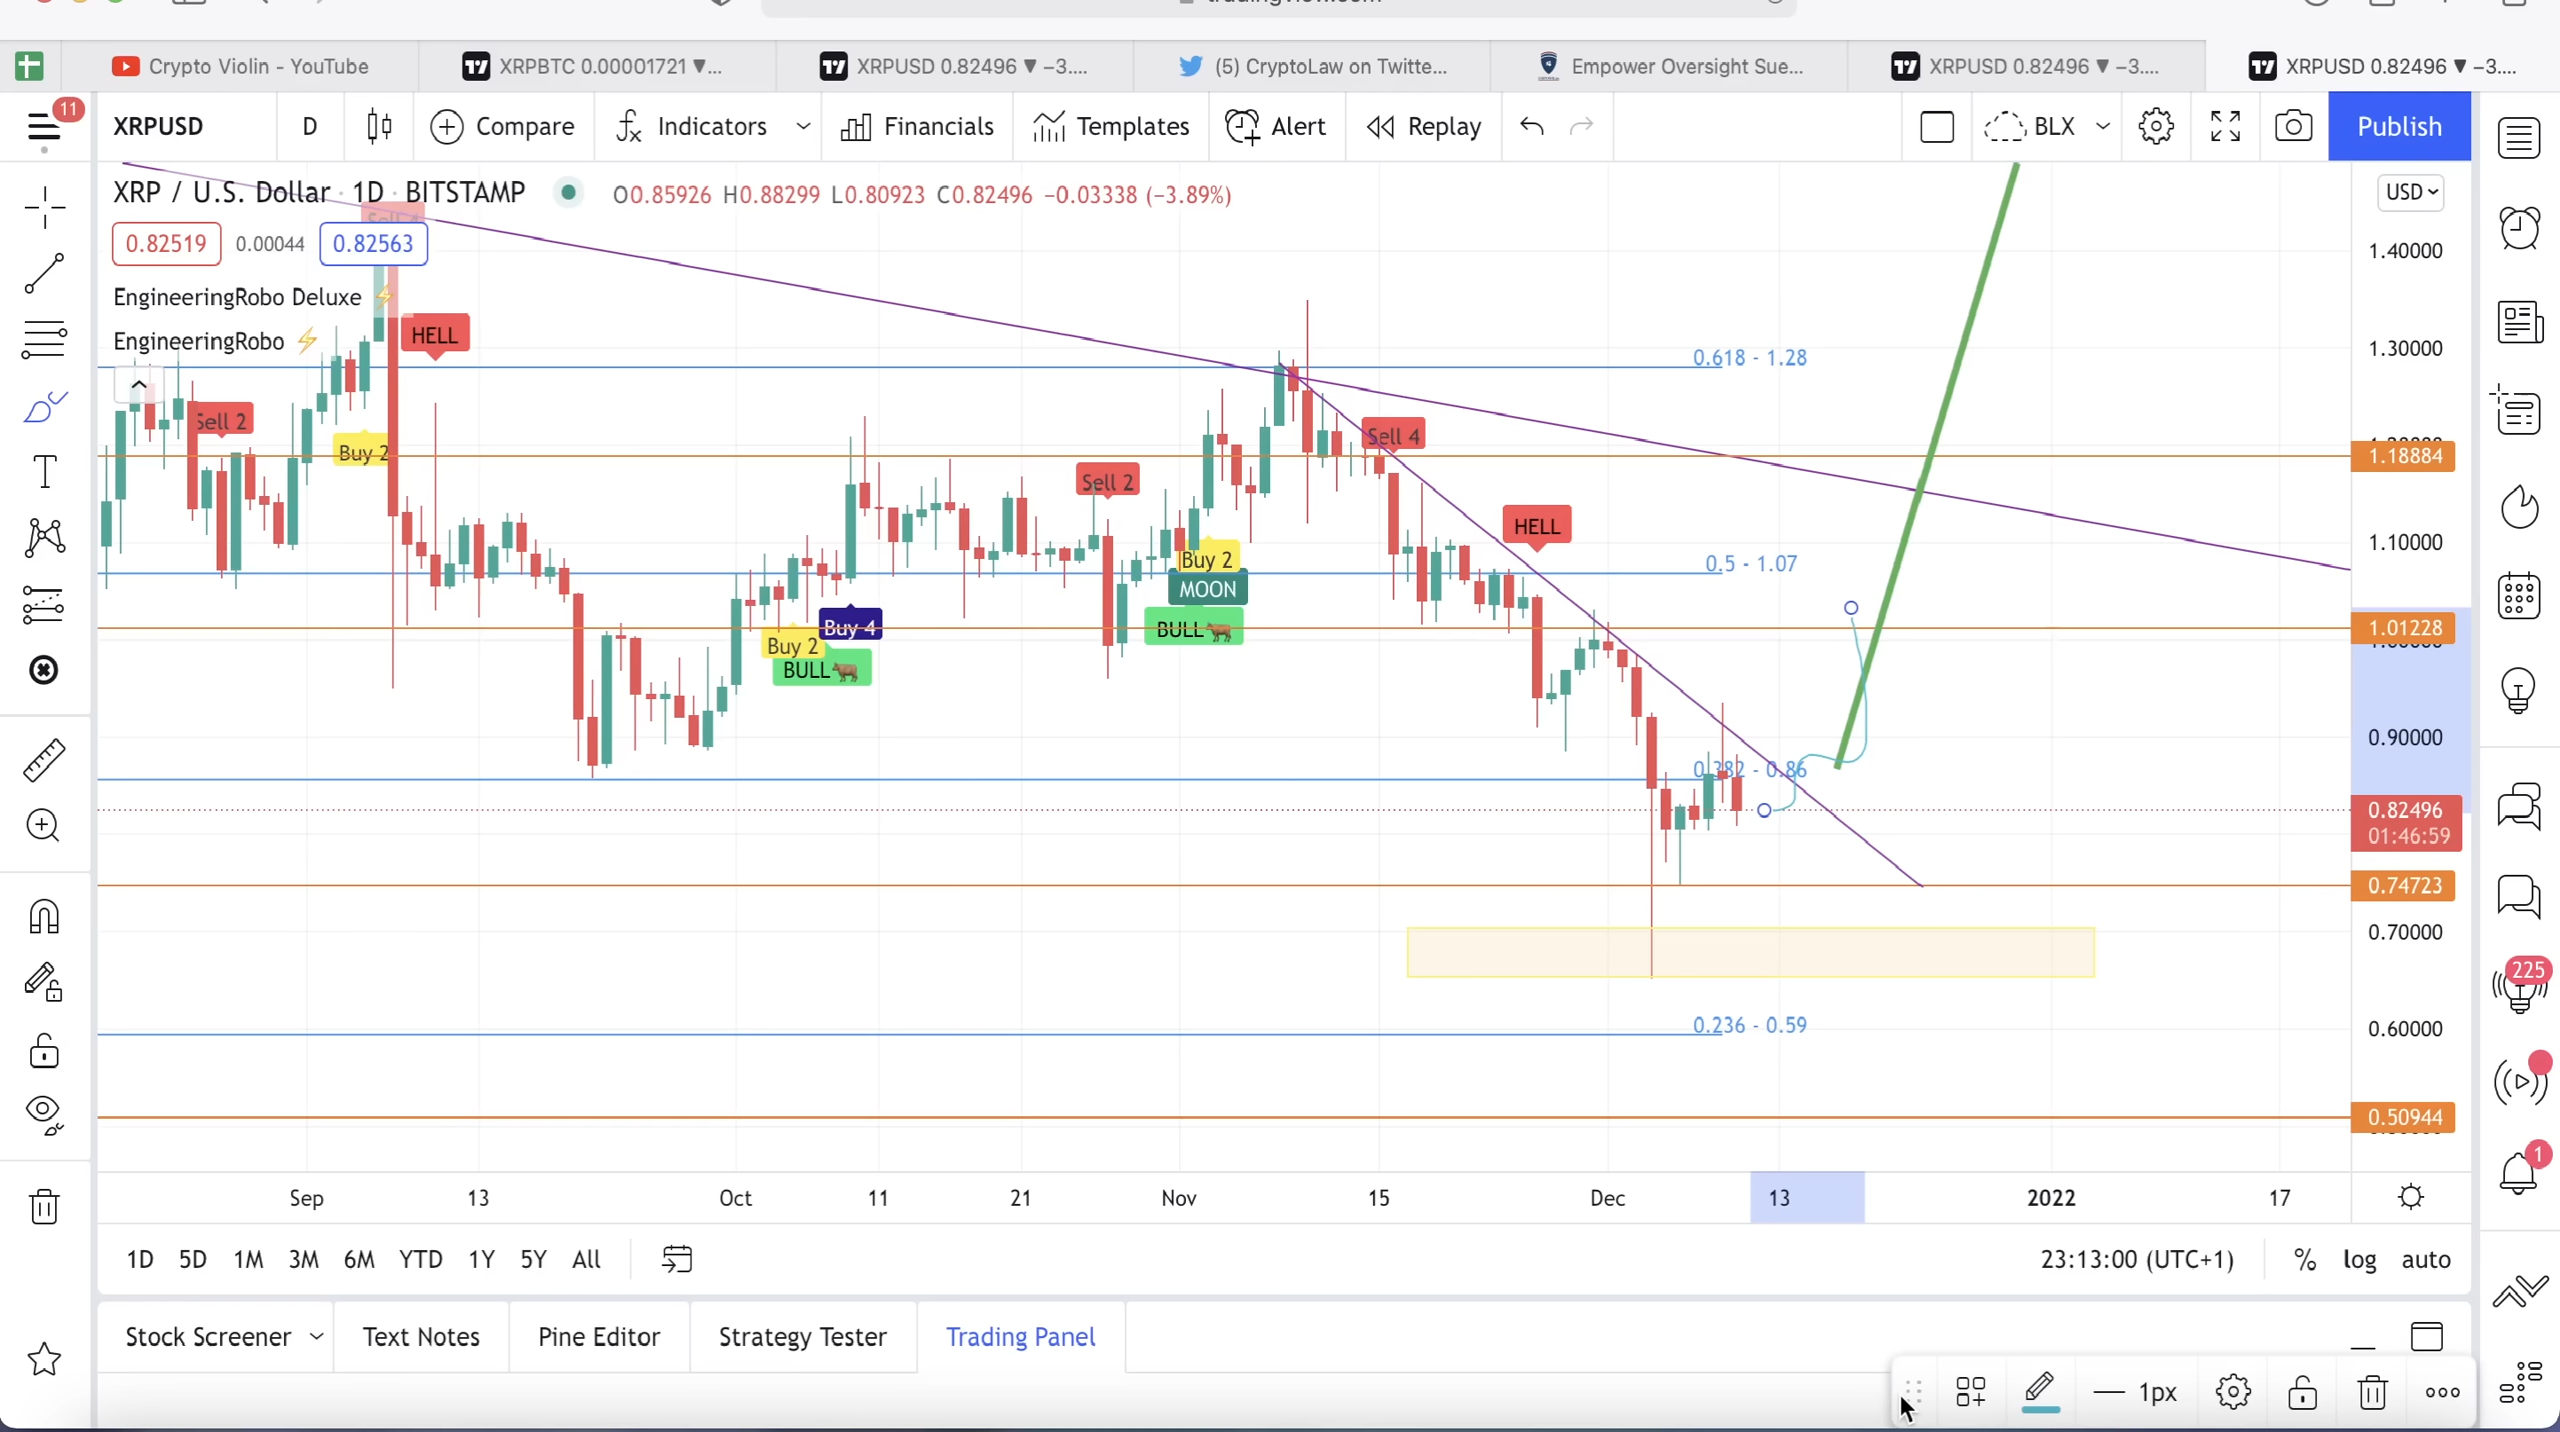 tradingview.com
Crypto Violin - YouTube
XRPBTC 0.00001721 ▼...
XRPUSD 0.82496 ▼ −3....
(5) CryptoLaw on Twitte...
Empower Oversight Sue...
XRPUSD 0.82496 ▼ −3....
XRPUSD 0.82496 ▼ −3....
11
XRPUSD
D
Compare
Indicators
Financials
Templates
Alert
Replay
BLX
Publish
XRP / U.S. Dollar · 1D · BITSTAMP
O0.85926 H0.88299 L0.80923 C0.82496 −0.03338 (−3.89%)
USD
Sell 4
0.82519
0.00044
0.82563
EngineeringRobo Deluxe ⚡
EngineeringRobo ⚡
HELL
Sell 2
Buy 2
Sell 2
Buy 2
MOON
BULL🐂
Buy 4
Buy 2
BULL🐂
Sell 4
HELL
0.618 - 1.28
0.5 - 1.07
0.382 - 0.86
0.236 - 0.59
1.40000
1.30000
1.18884
1.10000
1.01228
0.90000
0.82496
01:46:59
0.74723
0.70000
0.60000
0.50944
225
1
Sep
13
Oct
11
21
Nov
15
Dec
13
2022
17
1D
5D
1M
3M
6M
YTD
1Y
5Y
All
23:13:00 (UTC+1)
%
log
auto
Stock Screener
Text Notes
Pine Editor
Strategy Tester
Trading Panel
1px